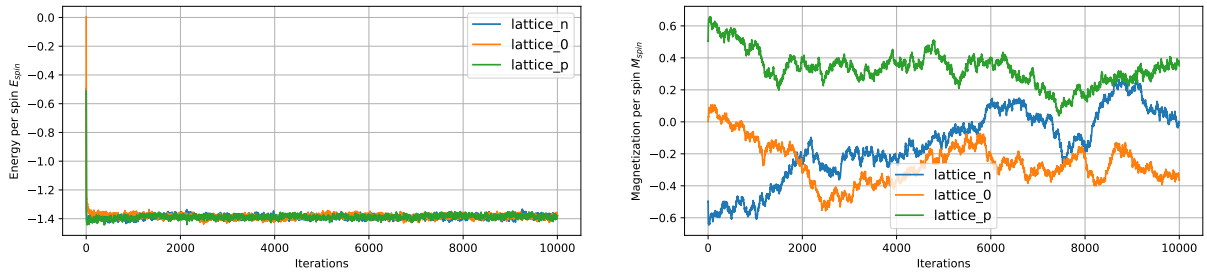 Energy per spin E_spin
0.0
−0.2
−0.4
−0.6
−0.8
−1.0
−1.2
−1.4
0
2000
4000
6000
8000
10000
Iterations
lattice_n
lattice_0
lattice_p
Magnetization per spin M_spin
0.6
0.4
0.2
0.0
−0.2
−0.4
−0.6
0
2000
4000
6000
8000
10000
Iterations
lattice_n
lattice_0
lattice_p